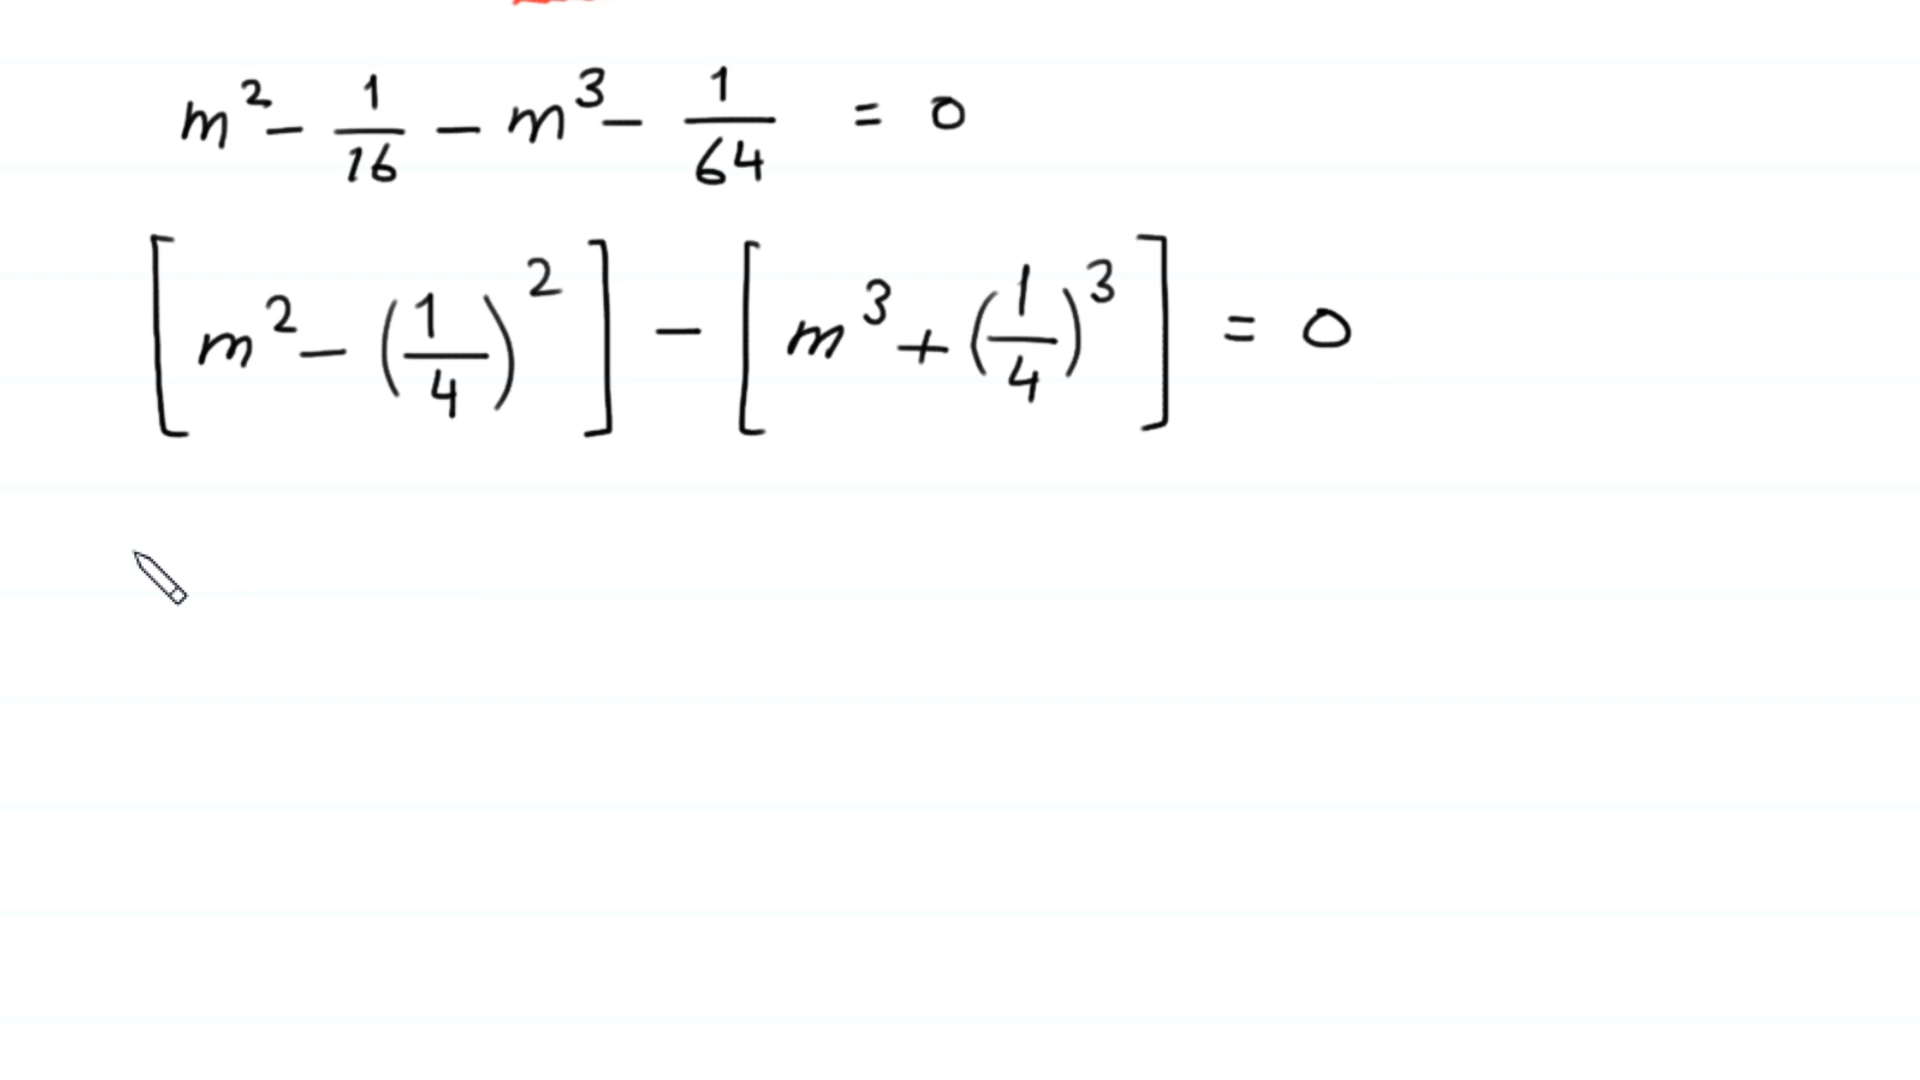 m² - 1/16 - m³ - 1/64 = 0
[m² - (1/4)²] - [m³ + (1/4)³] = 0